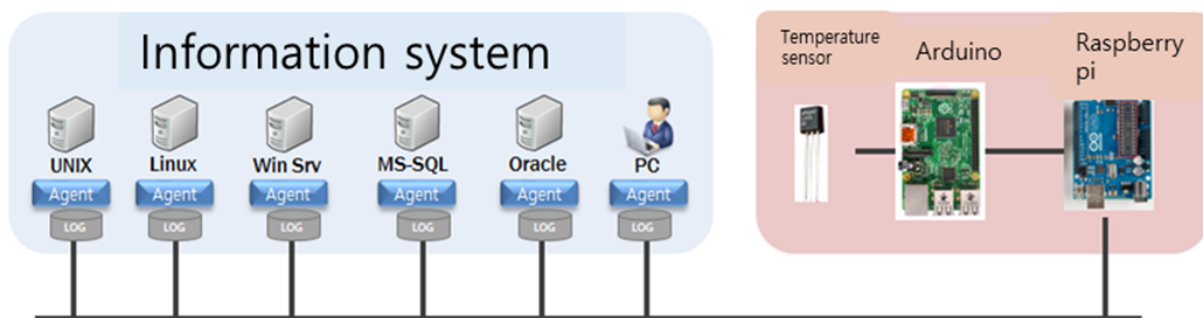 Information system
UNIX
Linux
Win Srv
MS-SQL
Oracle
PC
Agent
Agent
Agent
Agent
Agent
Agent
LOG
LOG
LOG
LOG
LOG
LOG
Temperature
sensor
Arduino
Raspberry
pi